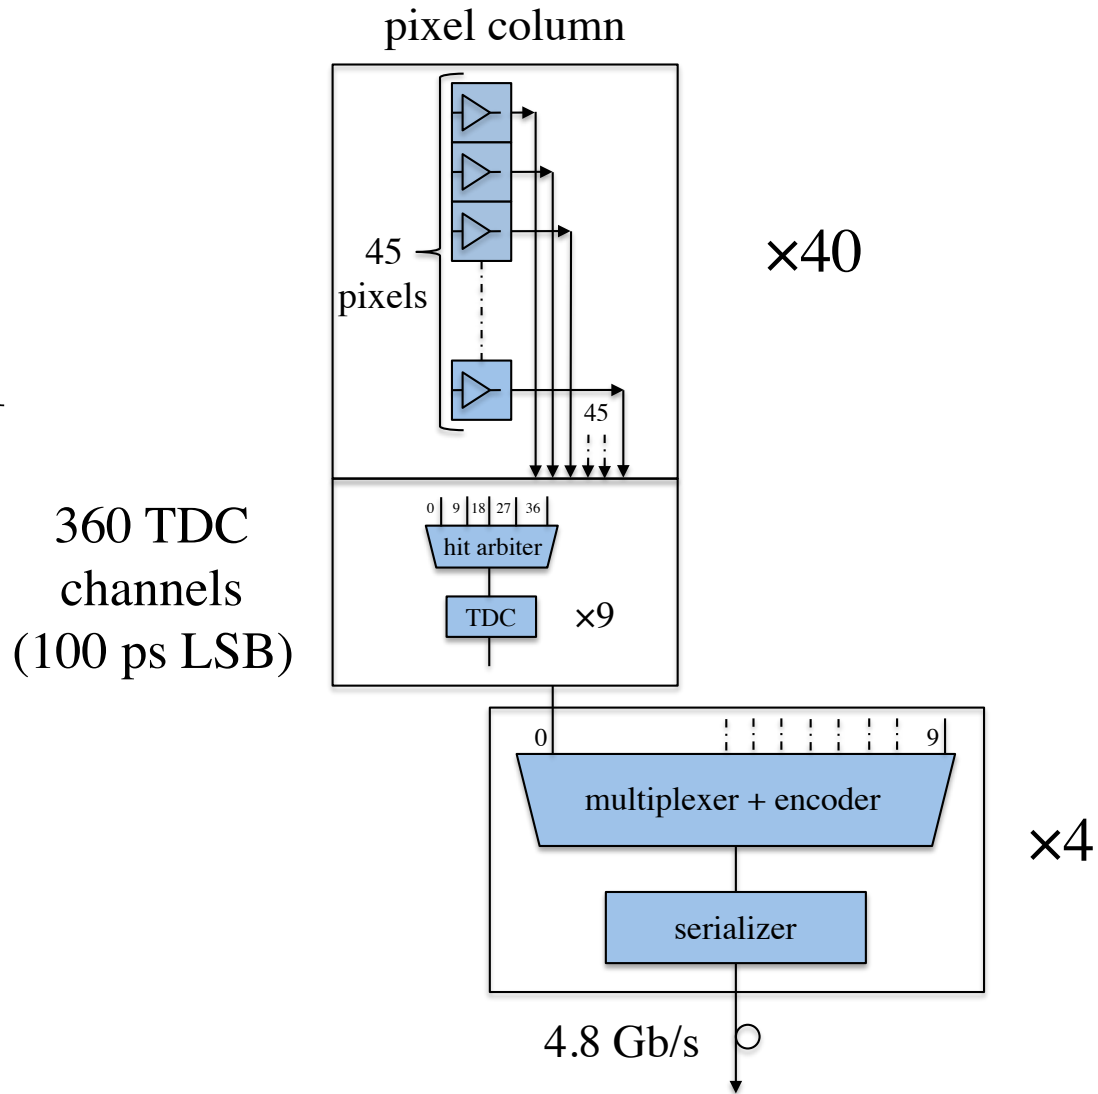 pixel column
45
pixels
×40
45
360 TDC
channels
(100 ps LSB)
0 9 18 27 36
hit arbiter
TDC
×9
0 9
multiplexer + encoder
×4
serializer
4.8 Gb/s